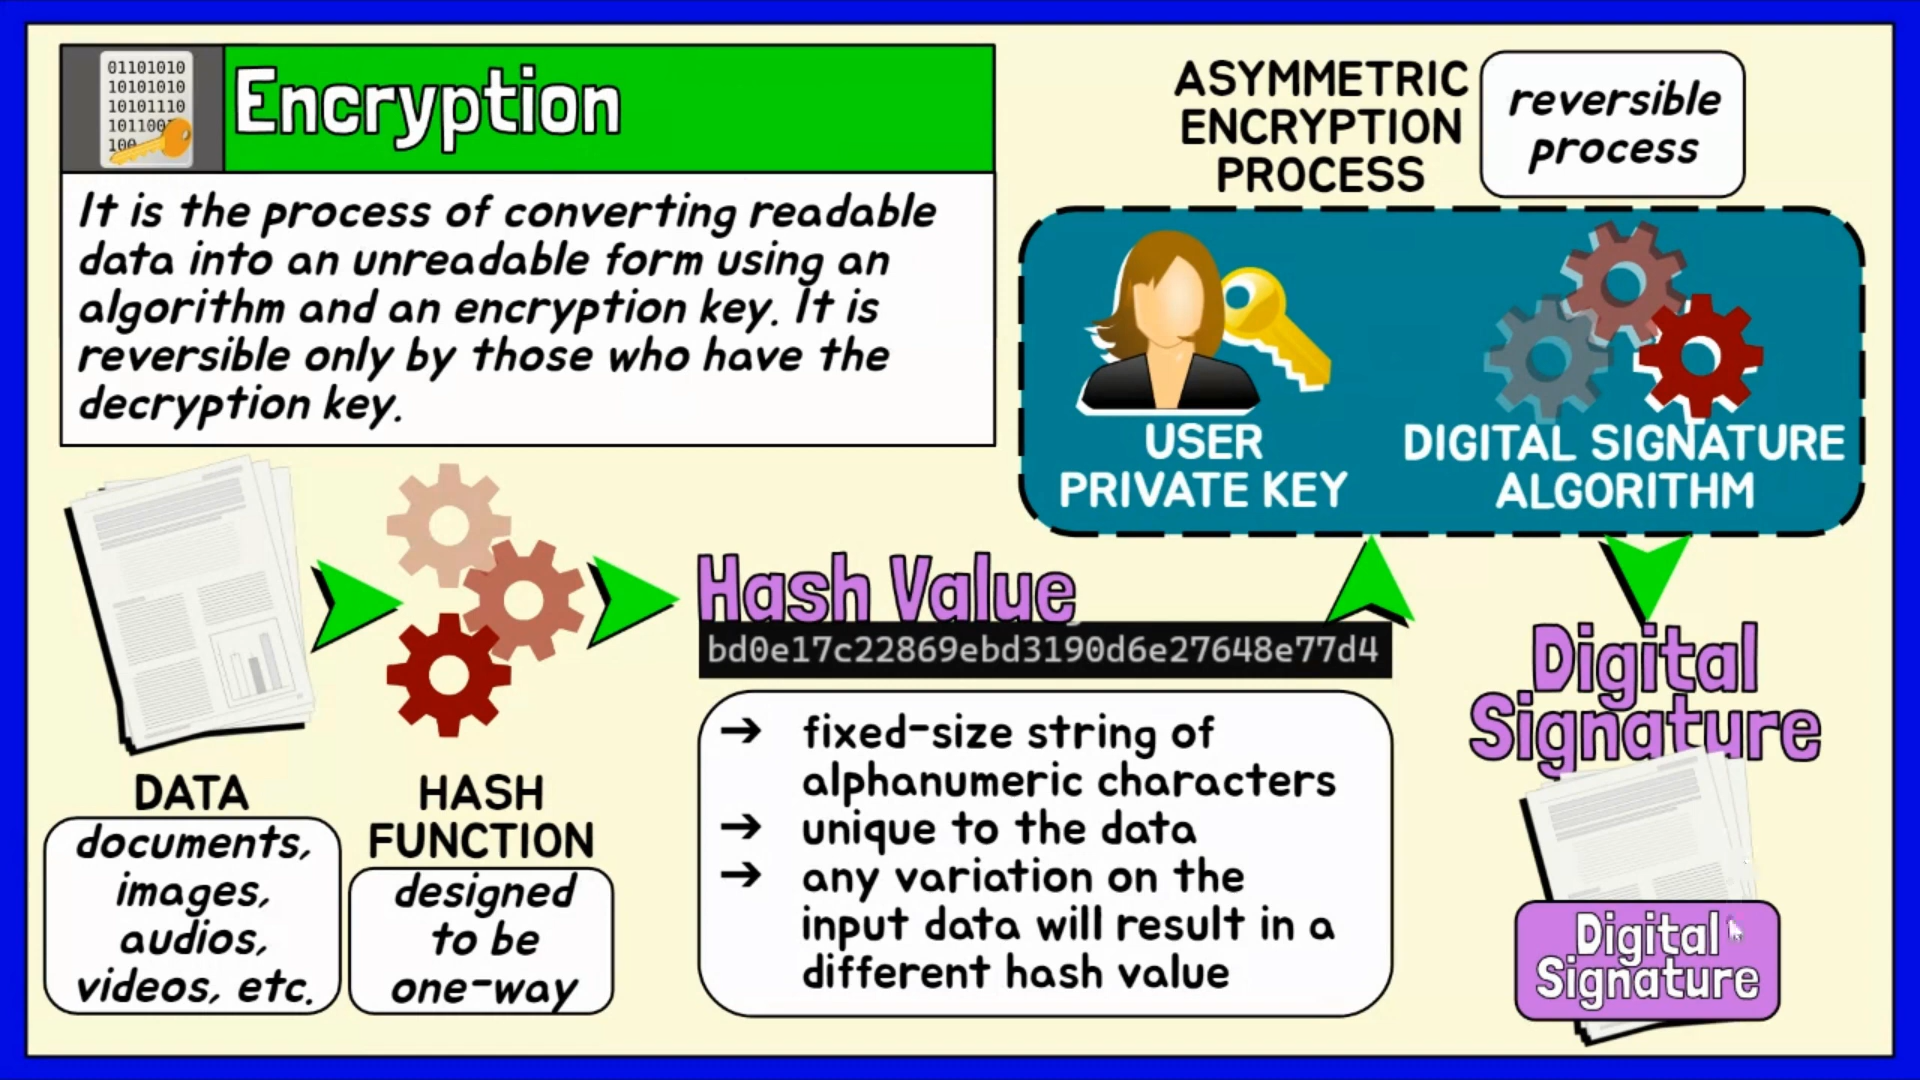 01101010
10101010
10101110
101100
100
Encryption
It is the process of converting readable
data into an unreadable form using an
algorithm and an encryption key. It is
reversible only by those who have the
decryption key.
ASYMMETRIC
ENCRYPTION
PROCESS
reversible
process
USER
PRIVATE KEY
DIGITAL SIGNATURE
ALGORITHM
DATA
documents,
images,
audios,
videos, etc.
HASH
FUNCTION
designed
to be
one-way
Hash Value
bd0e17c22869ebd3190d6e27648e77d4
→ fixed-size string of
alphanumeric characters
→ unique to the data
→ any variation on the
input data will result in a
different hash value
Digital
Signature
Digital
Signature